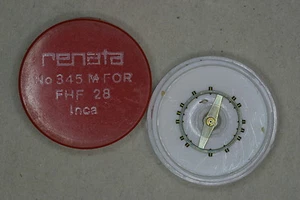 renata
No 345 M FOR
FHF 28
Inca